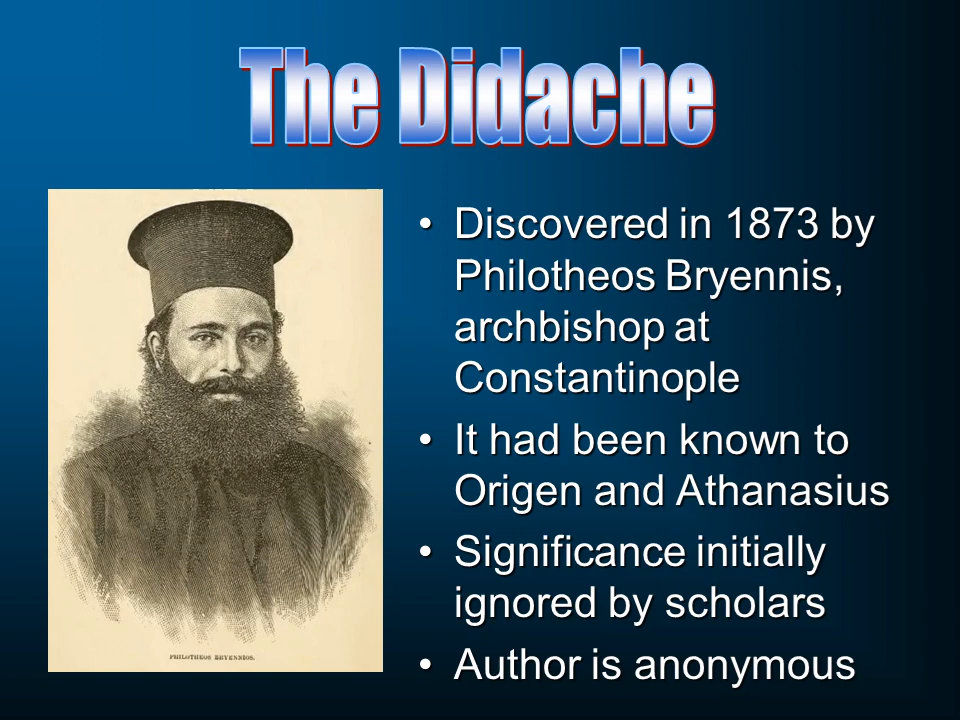 The Didache
• Discovered in 1873 by
Philotheos Bryennis,
archbishop at
Constantinople
• It had been known to
Origen and Athanasius
• Significance initially
ignored by scholars
• Author is anonymous
PHILOTHEOS BRYENNIOS.